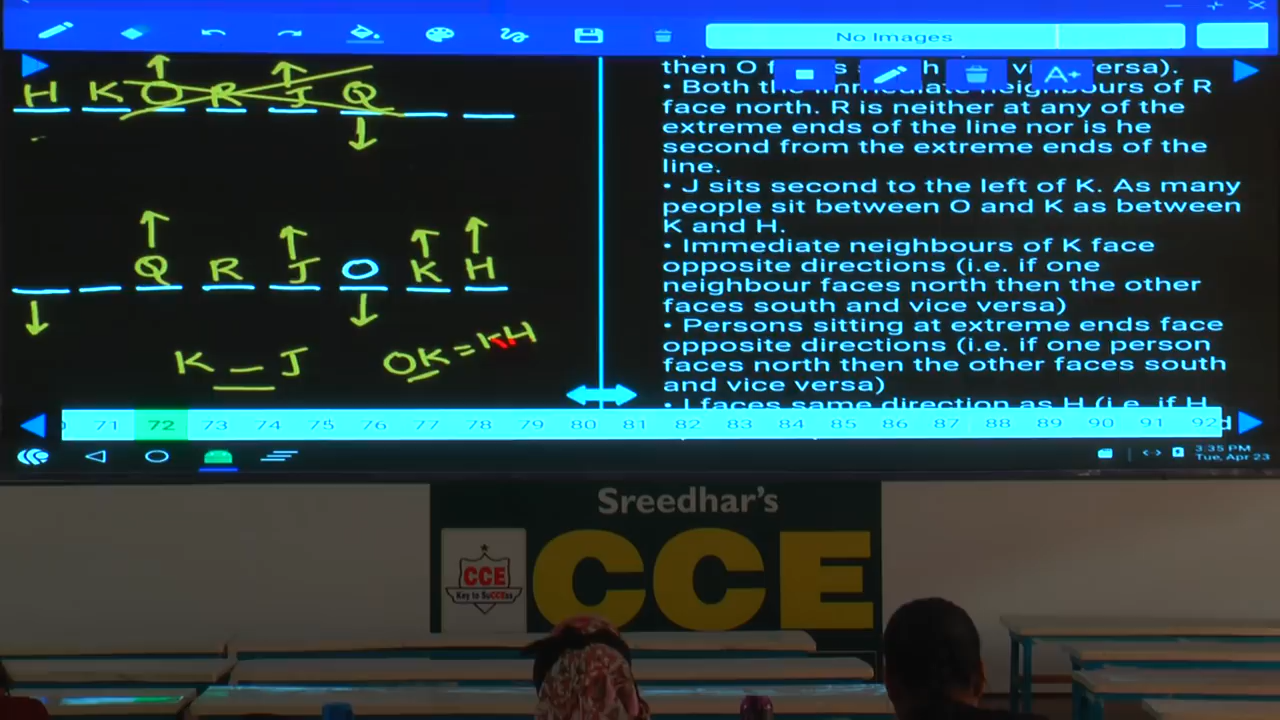 No Images
H K O R J Q
Q R J O K H
K _ J OK = KH
A+
then O
• Both the immediate neighbours of R
face north. R is neither at any of the
extreme ends of the line nor is he
second from the extreme ends of the
line.
• J sits second to the left of K. As many
people sit between O and K as between
K and H.
• Immediate neighbours of K face
opposite directions (i.e. if one
neighbour faces north then the other
faces south and vice versa)
• Persons sitting at extreme ends face
opposite directions (i.e. if one person
faces north then the other faces south
and vice versa)
• J faces same direction as H (i.e. if H
71 72 73 74 75 76 77 78 79 80 81 82 83 84 85 86 87 88 89 90 91 92
3:35 PM
Tue, Apr 23
Sreedhar's
CCE
CCE
Key to SuCCEss